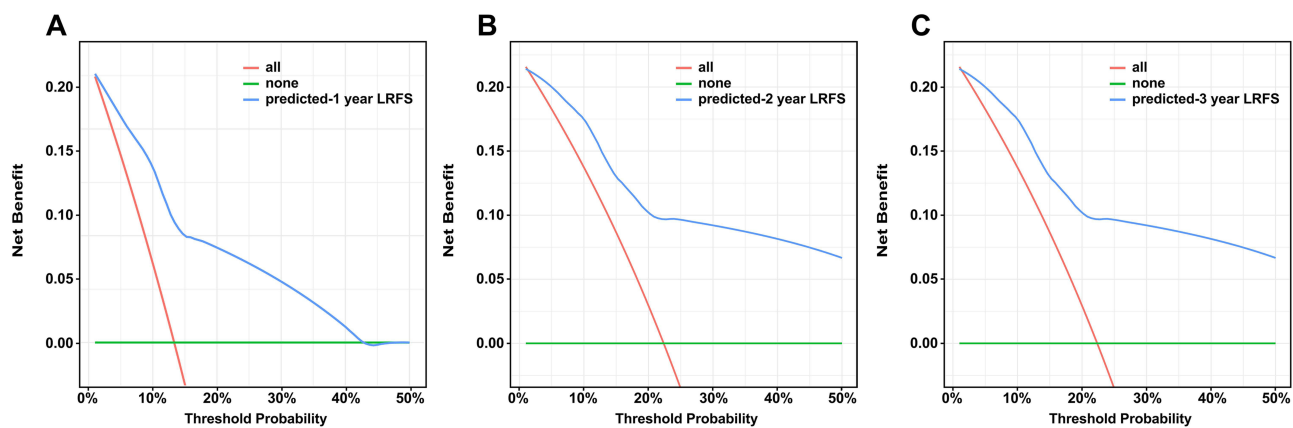 A
0.20
0.15
0.10
0.05
0.00
Net Benefit
0%
10%
20%
30%
40%
50%
Threshold Probability
all
none
predicted-1 year LRFS
B
0.20
0.15
0.10
0.05
0.00
Net Benefit
0%
10%
20%
30%
40%
50%
Threshold Probability
all
none
predicted-2 year LRFS
C
0.20
0.15
0.10
0.05
0.00
Net Benefit
0%
10%
20%
30%
40%
50%
Threshold Probability
all
none
predicted-3 year LRFS